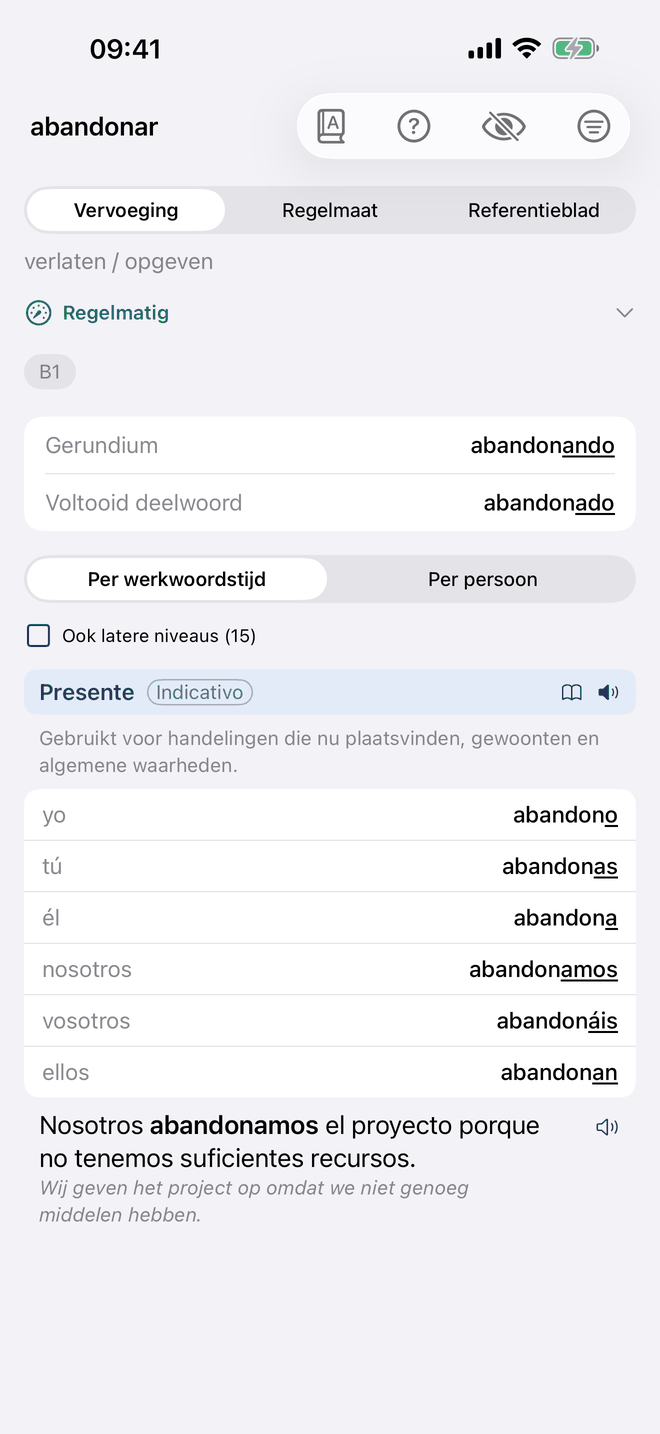 09:41
abandonar
A
?
Vervoeging Regelmaat Referentieblad
verlaten / opgeven
Regelmatig
B1
Gerundium abandonando
Voltooid deelwoord abandonado
Per werkwoordstijd Per persoon
Ook latere niveaus (15)
Presente Indicativo
Gebruikt voor handelingen die nu plaatsvinden, gewoonten en
algemene waarheden.
yo abandono
tú abandonas
él abandona
nosotros abandonamos
vosotros abandonáis
ellos abandonan
Nosotros abandonamos el proyecto porque
no tenemos suficientes recursos.
Wij geven het project op omdat we niet genoeg
middelen hebben.